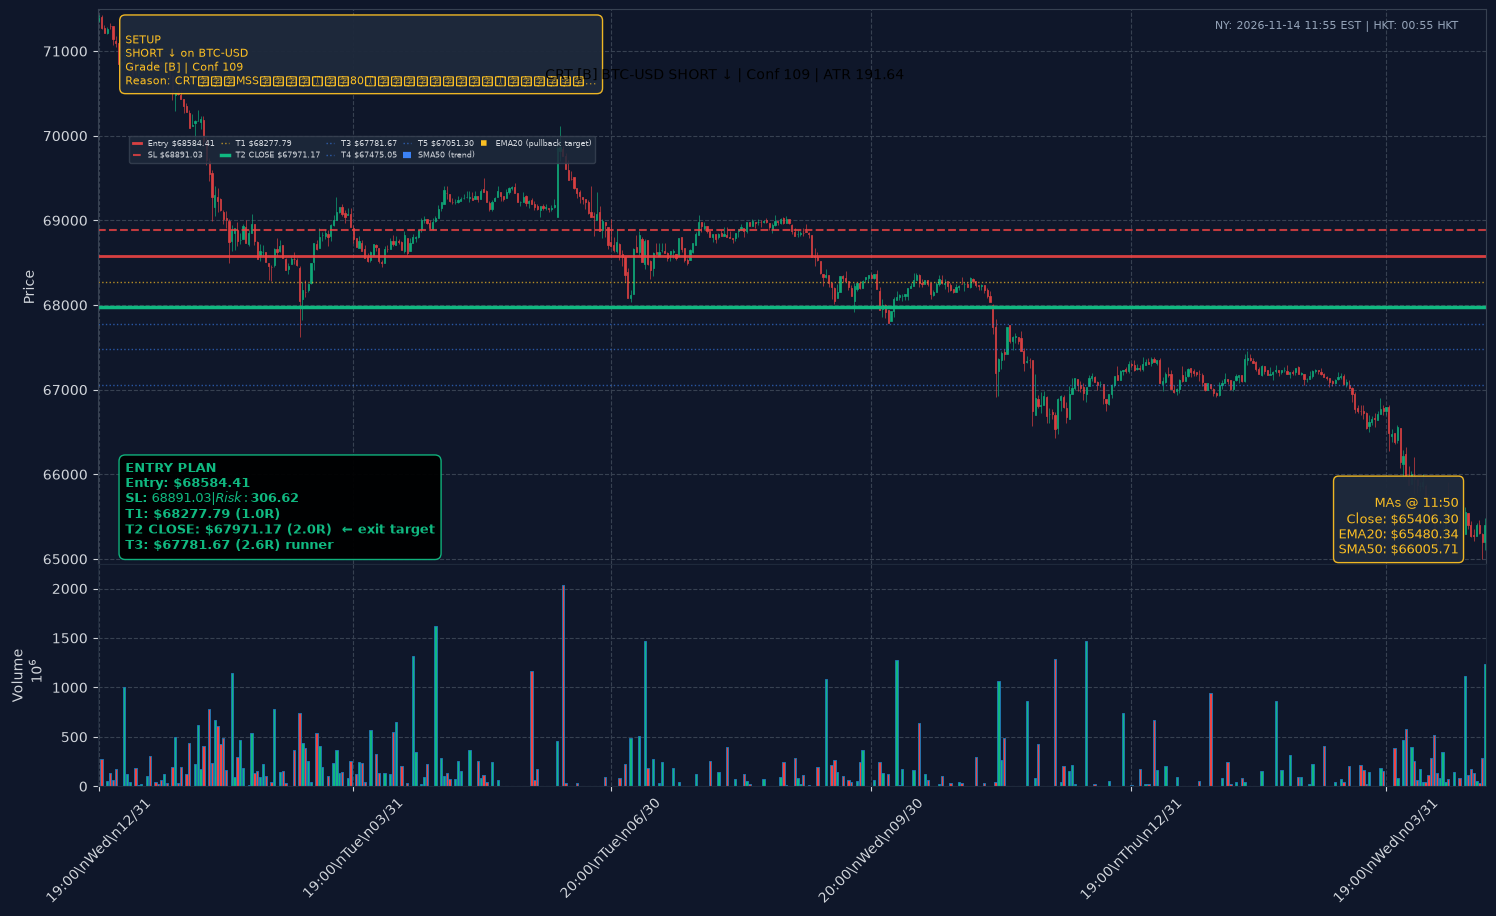 NY: 2026-11-14 11:55 EST | HKT: 00:55 HKT
SETUP
SHORT ↓ on BTC-USD
Grade [B] | Conf 109
Reason: CRT MSS 80 ...
CRT [B] BTC-USD SHORT ↓ | Conf 109 | ATR 191.64
Entry $68584.41
SL $68891.03
T1 $68277.79
T2 CLOSE $67971.17
T3 $67781.67
T4 $67475.05
T5 $67051.30
SMA50 (trend)
EMA20 (pullback target)
Price
71000
70000
69000
68000
67000
66000
65000
ENTRY PLAN
Entry: $68584.41
SL: 68891.03|Risk:306.62
T1: $68277.79 (1.0R)
T2 CLOSE: $67971.17 (2.0R) ← exit target
T3: $67781.67 (2.6R) runner
MAs @ 11:50
Close: $65406.30
EMA20: $65480.34
SMA50: $66005.71
Volume
10⁶
2000
1500
1000
500
0
19:00\nWed\n12/31
19:00\nTue\n03/31
20:00\nTue\n06/30
20:00\nWed\n09/30
19:00\nThu\n12/31
19:00\nWed\n03/31